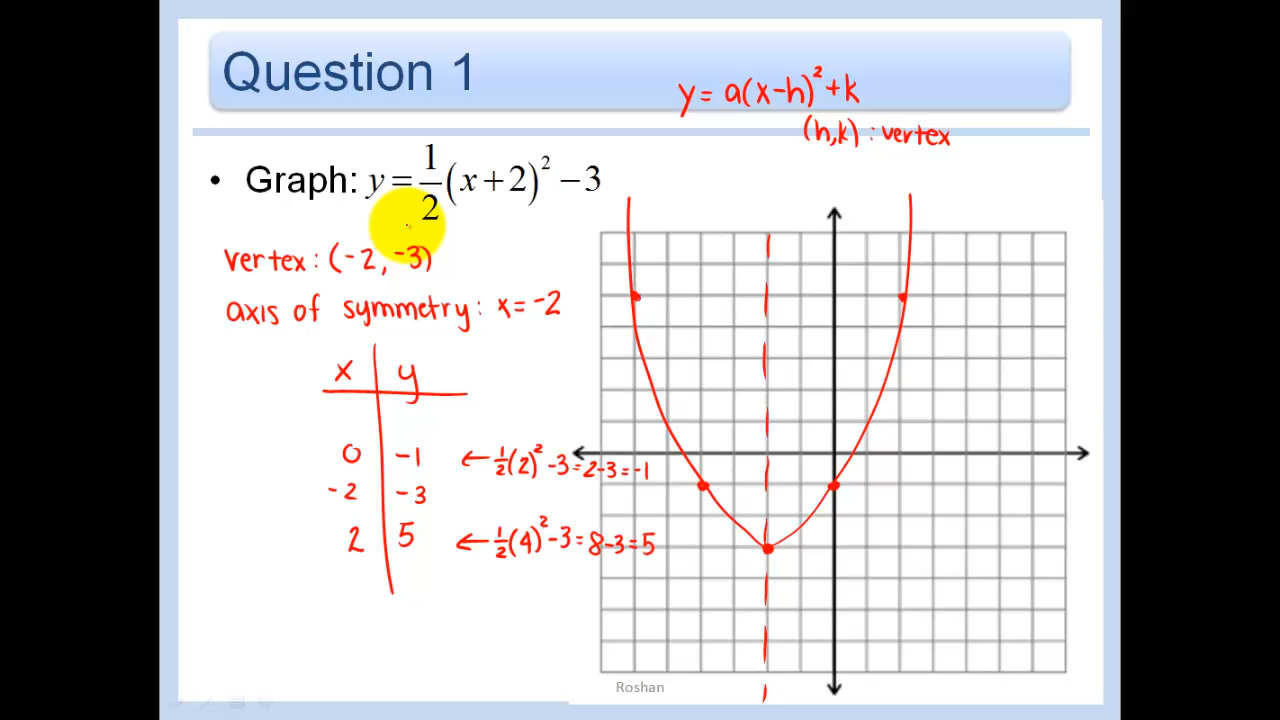 Question 1
y = a(x-h)² + k
(h,k) : vertex
• Graph: y = 1/2 (x + 2)² − 3
vertex: (-2, -3)
axis of symmetry: x = -2
x | y
0 | -1 ← 1/2(2)² - 3 = 2-3 = -1
-2 | -3
2 | 5 ← 1/2(4)² - 3 = 8-3 = 5
Roshan